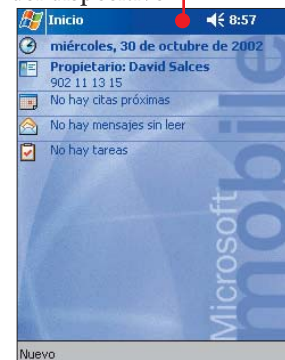 Inicio 8:57
miércoles, 30 de octubre de 2002
Propietario: David Salces
902 11 13 15
No hay citas próximas
No hay mensajes sin leer
No hay tareas
Microsoft
mobile
Nuevo